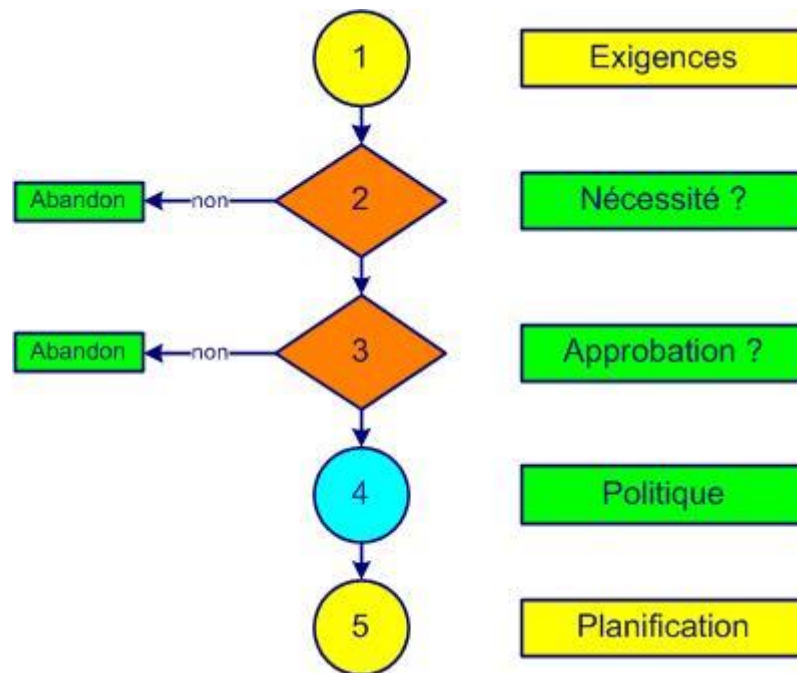 1
Exigences
Abandon
non
2
Nécessité ?
Abandon
non
3
Approbation ?
4
Politique
5
Planification